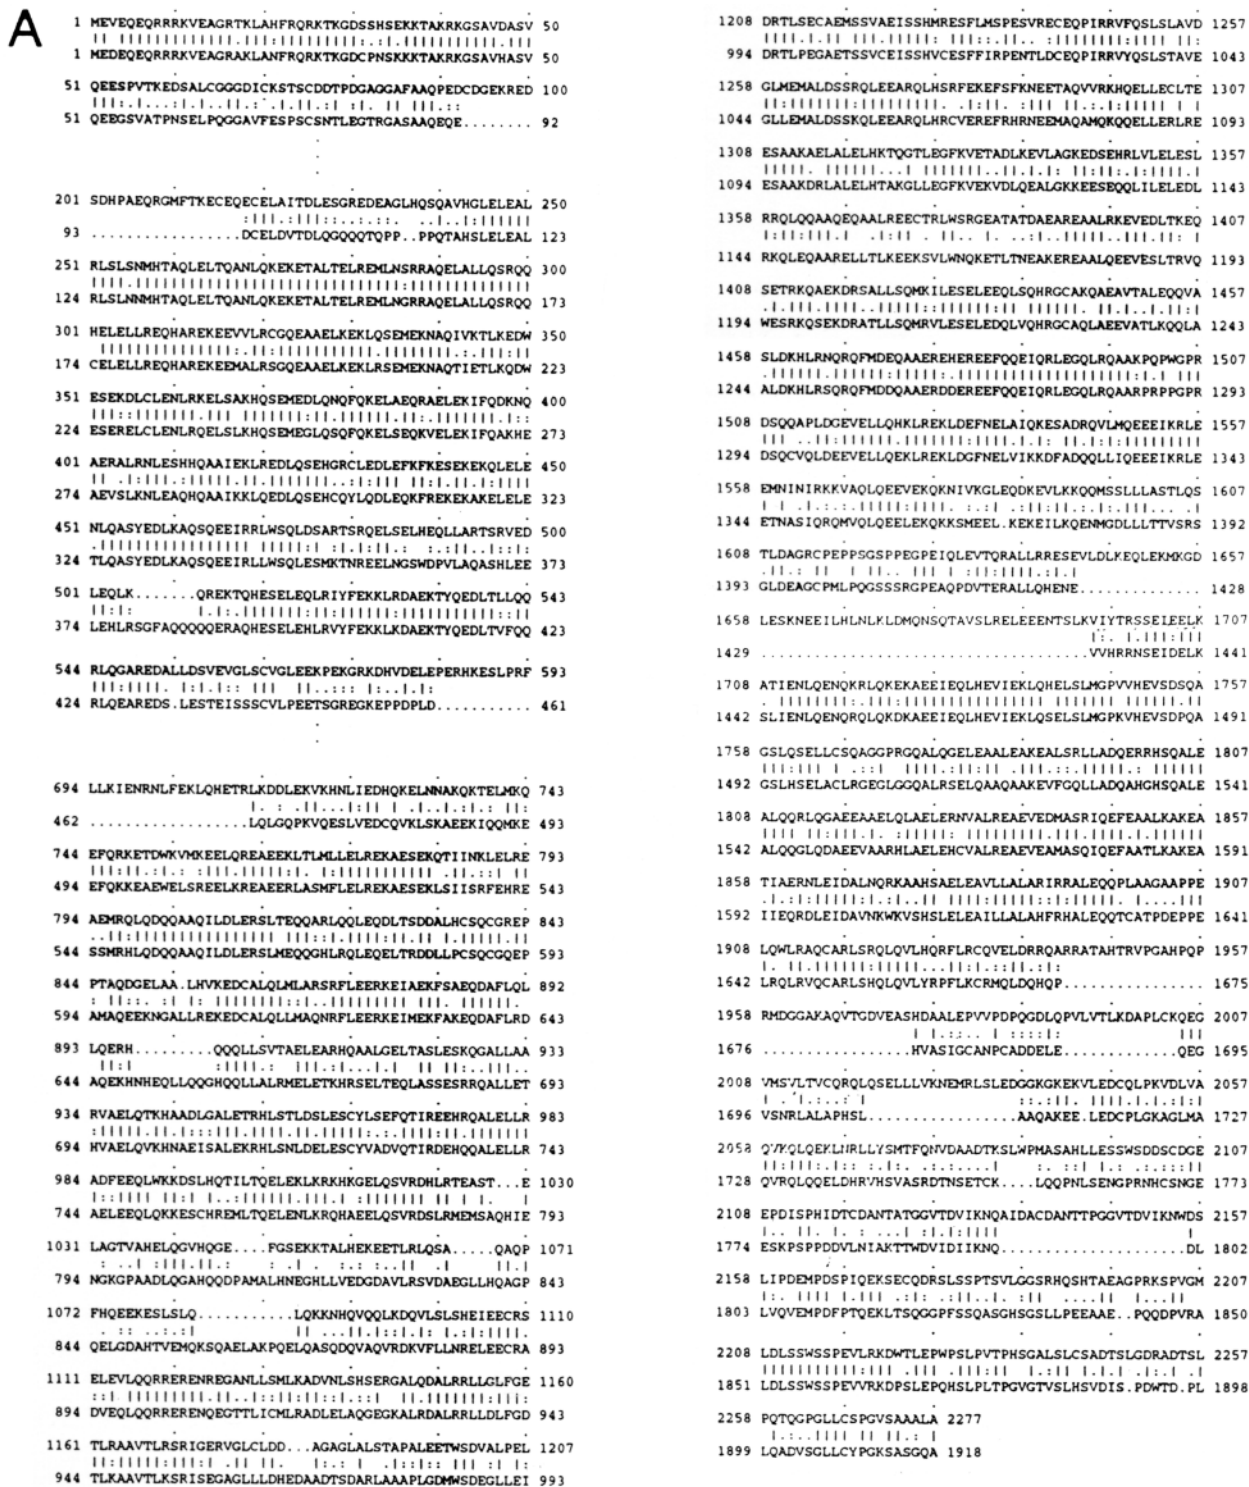 A
1 MEVEQEQRRRKVEAGRTKLAHFRQRKTKGDSSHSEKKTAKRKGSAVDASV 50
1 MEDEQEQRRRKVEAGRAKLANFRQRKTKGDCPNSKKKTAKRKGSAVHASV 50
51 QEESPVTKEDSALCGGGDICKSTSCDDTPDGAGGAFAAQPEDCDGEKRED 100
51 QEEGSVATPNSELPQGGAVFESPSCSNTLEGTRGASAAQEQE........ 92
201 SDHPAEQRGMFTKECEQECELAITDLESGREDEAGLHQSQAVHGLELEAL 250
93 .................DCELDVTDLQGQQQTQPP..PPQTAHSLELEAL 123
251 RLSLSNMHTAQLELTQANLQKEKETALTELREMLNSRRAQELALLQSRQQ 300
124 RLSLNNMHTAQLELTQANLQKEKETALTELREMLNGRRAQELALLQSRQQ 173
301 HELELLREQHAREKEEVVLRCGQEAAELKEKLQSEMEKNAQIVKTLKEDW 350
174 CELELLREQHAREKEEMALRSGQEAAELKEKLRSEMEKNAQTIETLKQDW 223
351 ESEKDLCLENLRKELSAKHQSEMEDLQNQFQKELAEQRAELEKIFQDKNQ 400
224 ESERELCLENLRQELSLKHQSEMEGLQSQFQKELSEQKVELEKIFQAKHE 273
401 AERALRNLESHHQAAIEKLREDLQSEHGRCLEDLEFKFKESEKEKQLELE 450
274 AEVSLKNLEAQHQAAIKKLQEDLQSEHCQYLQDLEQKFREKEKAKELELE 323
451 NLQASYEDLKAQSQEEIRRLWSQLDSARTSRQELSELHEQLLARTSRVED 500
324 TLQASYEDLKAQSQEEIRLLWSQLESMKTNREELNGSWDPVLAQASHLEE 373
501 LEQLK.......QREKTQHESELEQLRIYFEKKLRDAEKTYQEDLTLLQQ 543
374 LEHLRSGFAQQQQQERAQHESELEHLRVYFEKKLKDAEKTYQEDLTVFQQ 423
544 RLQGAREDALLDSVEVGLSCVGLEEKPEKGRKDHVDELEPERHKESLPRF 593
424 RLQEAREDS.LESTEISSSCVLPEETSGREGKEPPDPLD........... 461
694 LLKIENRNLFEKLQHETRLKDDLEKVKHNLIEDHQKELNNAKQKTELMKQ 743
462 ..................LQLGQPKVQESLVEDCQVKLSKAEEKIQQMKE 493
744 EFQRKETDWKVMKEELQREAEEKLTLMLLELREKAESEKQTIINKLELRE 793
494 EFQKKEAEWELSREELKREAEERLASMFLELREKAESEKLSIISRFEHRE 543
794 AEMRQLQDQQAAQILDLERSLTEQQARLQQLEQDLTSDDALHCSQCGREP 843
544 SSMRHLQDQQAAQILDLERSLMEQQGHLRQLEQELTRDDLLPCSQCGQEP 593
844 PTAQDGELAA.LHVKEDCALQLMLARSRFLEERKEIAEKFSAEQDAFLQL 892
594 AMAQEEKNGALLREKEDCALQLLMAQNRFLEERKEIMEKFAKEQDAFLRD 643
893 LQERH.........QQQLLSVTAELEARHQAALGELTASLESKQGALLAA 933
644 AQEKHNHEQLLQQGHQQLLALRMELETKHRSELTEQLASSESRRQALLET 693
934 RVAELQTKHAADLGALETRHLSTLDSLESCYLSEFQTIREEHRQALELLR 983
694 HVAELQVKHNAEISALEKRHLSNLDELESCYVADVQTIRDEHQQALELLR 743
984 ADFEEQLWKKDSLHQTILTQELEKLKRKHKGELQSVRDHLRTEAST...E 1030
744 AELEEQLQKKESCHREMLTQELENLKRQHAEELQSVRDSLRMEMSAQHIE 793
1031 LAGTVAHELQGVHQGE....FGSEKKTALHEKEETLRLQSA.....QAQP 1071
794 NGKGPAADLQGAHQQDPAMALHNEGHLLVEDGDAVLRSVDAEGLLHQAGP 843
1072 FHQEEKESLSLQ...........LQKKNHQVQQLKDQVLSLSHEIEECRS 1110
844 QELGDAHTVEMQKSQAELAKPQELQASQDQVAQVRDKVFLLNRELEECRA 893
1111 ELEVLQQRRERENREGANLLSMLKADVNLSHSERGALQDALRRLLGLFGE 1160
894 DVEQLQQRRERENQEGTTLICMLRADLELAQGEGKALRDALRRLLDLFGD 943
1161 TLRAAVTLRSRIGERVGLCLDD...AGAGLALSTAPALEETWSDVALPEL 1207
944 TLKAAVTLKSRISEGAGLLLDHEDAADTSDARLAAAPLGDMWSDEGLLEI 993
1208 DRTLSECAEMSSVAEISSHMRESFLMSPESVRECEQPIRRVFQSLSLAVD 1257
994 DRTLPEGAETSSVCEISSHVCESFFIRPENTLDCEQPIRRVYQSLSTAVE 1043
1258 GLMEMALDSSRQLEEARQLHSRFEKEFSFKNEETAQVVRKHQELLECLTE 1307
1044 GLLEMALDSSKQLEEARQLHRCVEREFRHRNEEMAQAMQKQQELLERLRE 1093
1308 ESAAKAELALELHKTQGTLEGFKVETADLKEVLAGKEDSEHRLVLELESL 1357
1094 ESAAKDRLALELHTAKGLLEGFKVEKVDLQEALGKKEESEQQLILELEDL 1143
1358 RRQLQQAAQEQAALREECTRLWSRGEATATDAEAREAALRKEVEDLTKEQ 1407
1144 RKQLEQAARELLTLKEEKSVLWNQKETLTNEAKEREAALQEEVESLTRVQ 1193
1408 SETRKQAEKDRSALLSQMKILESELEEQLSQHRGCAKQAEAVTALEQQVA 1457
1194 WESRKQSEKDRATLLSQMRVLESELEDQLVQHRGCAQLAEEVATLKQQLA 1243
1458 SLDKHLRNQRQFMDEQAAEREHEREEFQQEIQRLEGQLRQAAKPQPWGPR 1507
1244 ALDKHLRSQRQFMDDQAAERDDEREEFQQEIQRLEGQLRQAARPRPPGPR 1293
1508 DSQQAPLDGEVELLQHKLREKLDEFNELAIQKESADRQVLMQEEEIKRLE 1557
1294 DSQCVQLDEEVELLQEKLREKLDGFNELVIKKDFADQQLLIQEEEIKRLE 1343
1558 EMNINIRKKVAQLQEEVEKQKNIVKGLEQDKEVLKKQQMSSLLLASTLQS 1607
1344 ETNASIQRQMVQLQEELEKQKKSMEEL.KEKEILKQENMGDLLLTTVSRS 1392
1608 TLDAGRCPEPPSGSPPEGPEIQLEVTQRALLRRESEVLDLKEQLEKMKGD 1657
1393 GLDEAGCPMLPQGSSSRGPEAQPDVTERALLQHENE.............. 1428
1658 LESKNEEILHLNLKLDMQNSQTAVSLRELEEENTSLKVIYTRSSEIEELK 1707
1429 .....................................VVHRRNSEIDELK 1441
1708 ATIENLQENQKRLQKEKAEEIEQLHEVIEKLQHELSLMGPVVHEVSDSQA 1757
1442 SLIENLQENQRQLQKDKAEEIEQLHEVIEKLQSELSLMGPKVHEVSDPQA 1491
1758 GSLQSELLCSQAGGPRGQALQGELEAALEAKEALSRLLADQERRHSQALE 1807
1492 GSLHSELACLRGEGLGGQALRSELQAAQAAKEVFGQLLADQAHGHSQALE 1541
1808 ALQQRLQGAEEAAELQLAELERNVALREAEVEDMASRIQEFEAALKAKEA 1857
1542 ALQQGLQDAEEVAARHLAELEHCVALREAEVEAMASQIQEFAATLKAKEA 1591
1858 TIAERNLEIDALNQRKAAHSAELEAVLLALARIRRALEQQPLAAGAAPPE 1907
1592 IIEQRDLEIDAVNKWKVSHSLELEAILLALAHFRHALEQQTCATPDEPPE 1641
1908 LQWLRAQCARLSRQLQVLHQRFLRCQVELDRRQARRATAHTRVPGAHPQP 1957
1642 LRQLRVQCARLSHQLQVLYRPFLKCRMQLDQHQP................ 1675
1958 RMDGGAKAQVTGDVEASHDAALEPVVPDPQGDLQPVLVTLKDAPLCKQEG 2007
1676 .................HVASIGCANPCADDELE.............QEG 1695
2008 VMSVLTVCQRQLQSELLLVKNEMRLSLEDGGKGKEKVLEDCQLPKVDLVA 2057
1696 VSNRLALAPHSL.................AAQAKEE.LEDCPLGKAGLMA 1727
2058 QVKQLQEKLNRLLYSMTFQNVDAADTKSLWPMASAHLLESSWSDDSCDGE 2107
1728 QVRQLQQELDHRVHSVASRDTNSETCK....LQQPNLSENGPRNHCSNGE 1773
2108 EPDISPHIDTCDANTATGGVTDVIKNQAIDACDANTTPGGVTDVIKNWDS 2157
1774 ESKPSPPDDVLNIAKTTWDVIDIIKNQ.....................DL 1802
2158 LIPDEMPDSPIQEKSECQDRSLSSPTSVLGGSRHQSHTAEAGPRKSPVGM 2207
1803 LVQVEMPDFPTQEKLTSQGGPFSSQASGHSGSLLPEEAAE..PQQDPVRA 1850
2208 LDLSSWSSPEVLRKDWTLEPWPSLPVTPHSGALSLCSADTSLGDRADTSL 2257
1851 LDLSSWSSPEVVRKDPSLEPQHSLPLTPGVGTVSLHSVDIS.PDWTD.PL 1898
2258 PQTQGPGLLCSPGVSAAALA 2277
1899 LQADVSGLLCYPGKSASGQA 1918